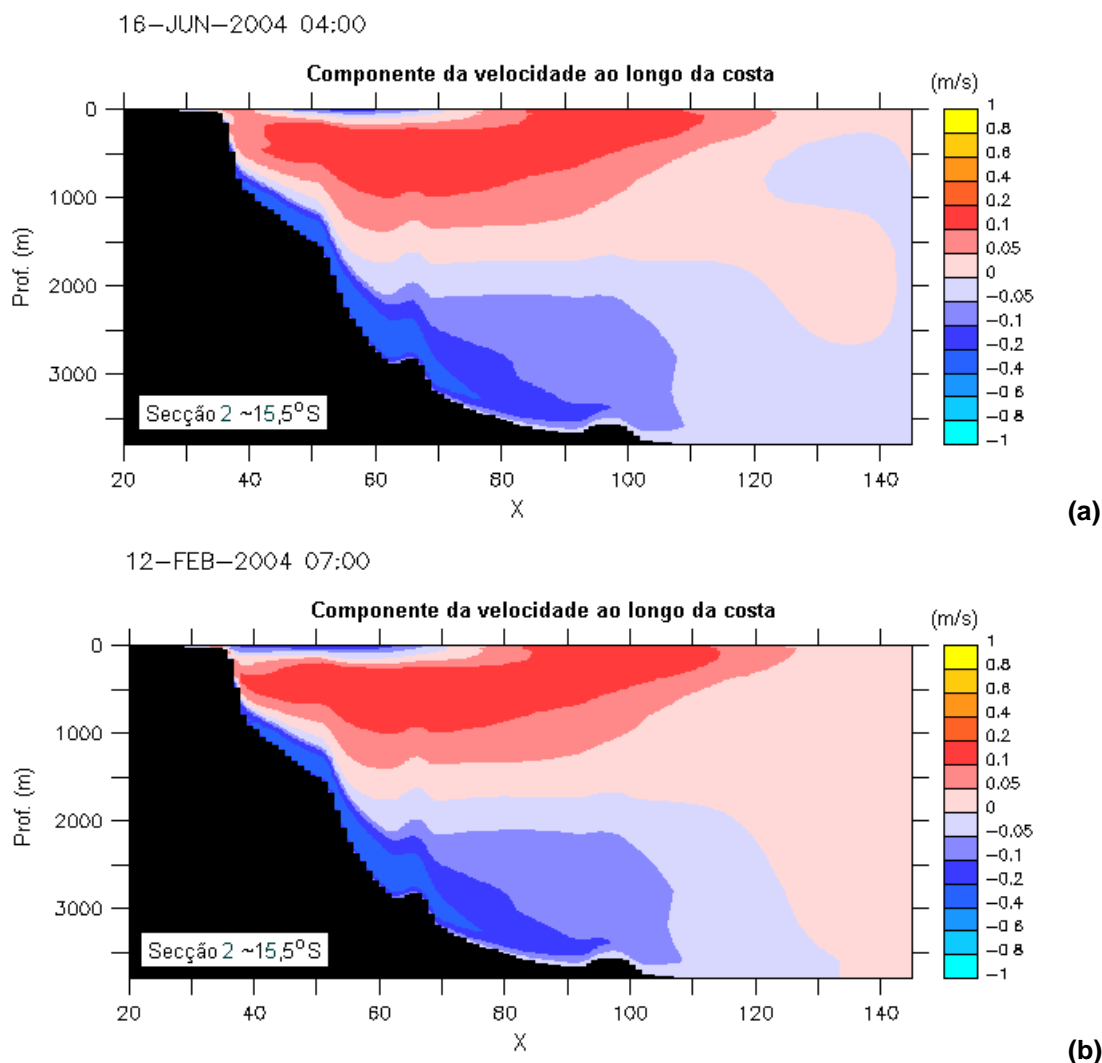 16-JUN-2004 04:00
Componente da velocidade ao longo da costa
(m/s)
0
1000
2000
3000
Prof. (m)
1
0.8
0.6
0.4
0.2
0.1
0.05
0
-0.05
-0.1
-0.2
-0.4
-0.6
-0.8
-1
Secção 2 ~15,5°S
20 40 60 80 100 120 140
X
(a)
12-FEB-2004 07:00
Componente da velocidade ao longo da costa
(m/s)
0
1000
2000
3000
Prof. (m)
1
0.8
0.6
0.4
0.2
0.1
0.05
0
-0.05
-0.1
-0.2
-0.4
-0.6
-0.8
-1
Secção 2 ~15,5°S
20 40 60 80 100 120 140
X
(b)